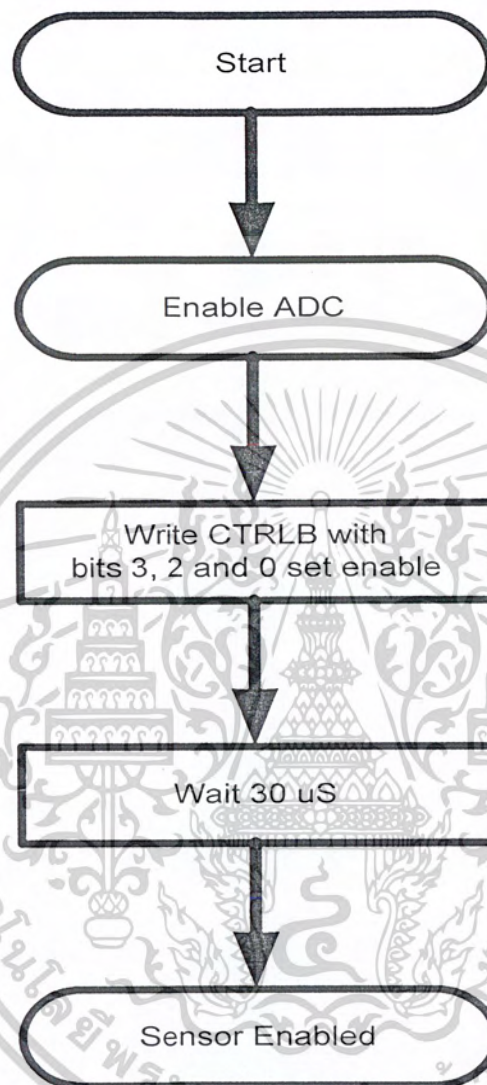 Start
Enable ADC
Write CTRLB with
bits 3, 2 and 0 set enable
Wait 30 uS
Sensor Enabled